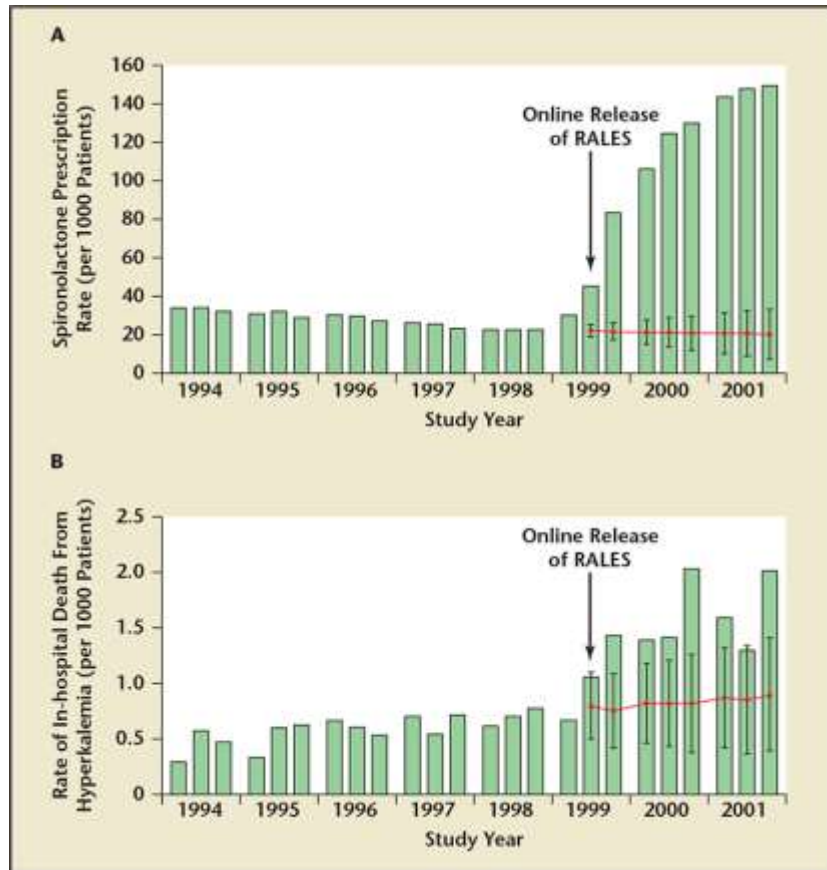 A
Spironolactone Prescription
Rate (per 1000 Patients)
160
140
120
100
80
60
40
20
0
Online Release
of RALES
1994 1995 1996 1997 1998 1999 2000 2001
Study Year
B
Rate of In-hospital Death From
Hyperkalemia (per 1000 Patients)
2.5
2.0
1.5
1.0
0.5
0
Online Release
of RALES
1994 1995 1996 1997 1998 1999 2000 2001
Study Year